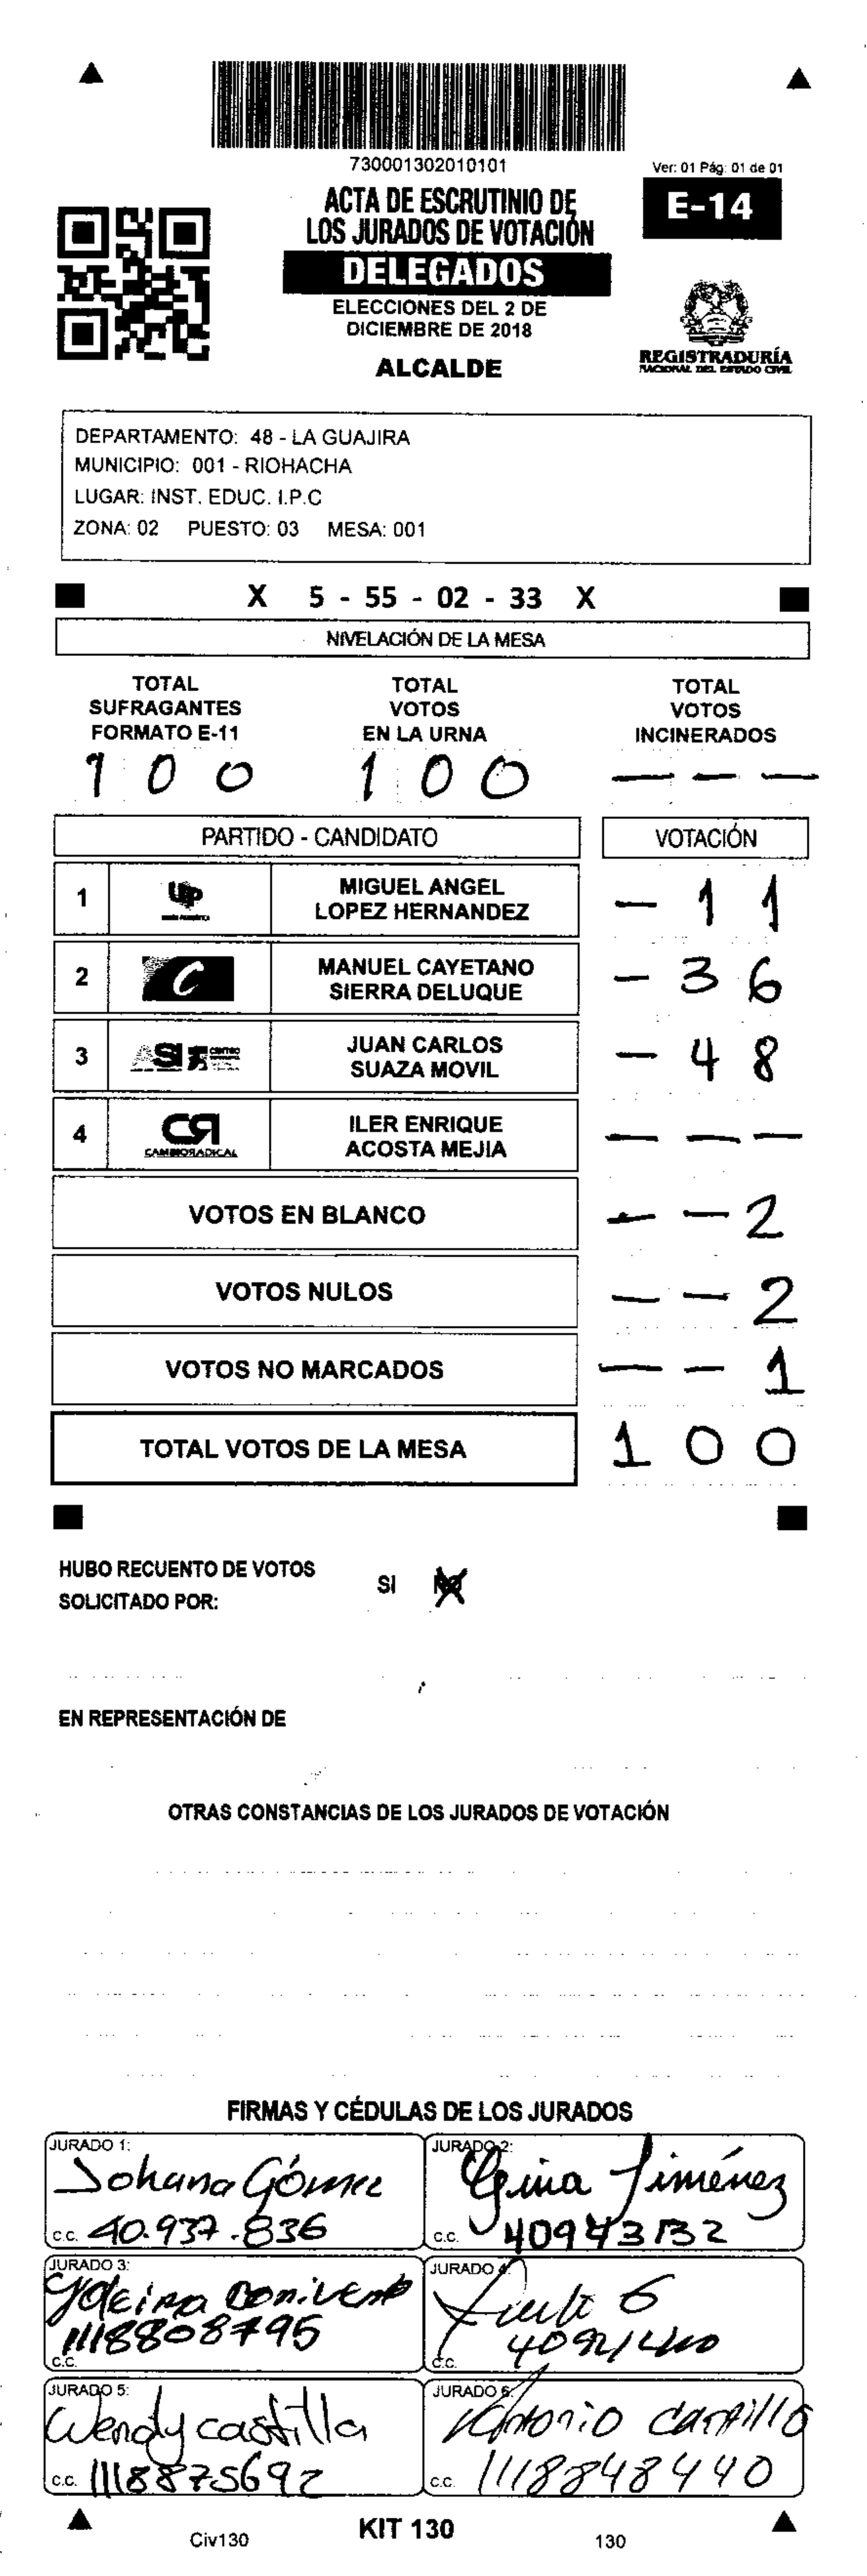 730001302010101
Ver: 01 Pág: 01 de 01
ACTA DE ESCRUTINIO DE
LOS JURADOS DE VOTACIÓN
E-14
DELEGADOS
ELECCIONES DEL 2 DE
DICIEMBRE DE 2018
ALCALDE
REGISTRADURÍA
NACIONAL DEL ESTADO CIVIL
DEPARTAMENTO: 48 - LA GUAJIRA
MUNICIPIO: 001 - RIOHACHA
LUGAR: INST. EDUC. I.P.C
ZONA: 02 PUESTO: 03 MESA: 001
X 5 - 55 - 02 - 33 X
NIVELACIÓN DE LA MESA
TOTAL SUFRAGANTES FORMATO E-11
TOTAL VOTOS EN LA URNA
TOTAL VOTOS INCINERADOS
100 100 - - -
PARTIDO - CANDIDATO VOTACIÓN
1 UP MIGUEL ANGEL LOPEZ HERNANDEZ - 1 1
2 C MANUEL CAYETANO SIERRA DELUQUE - 3 6
3 ASI CENTRO JUAN CARLOS SUAZA MOVIL - 4 8
4 CR CAMBIO RADICAL ILER ENRIQUE ACOSTA MEJIA - - -
VOTOS EN BLANCO - - 2
VOTOS NULOS - - 2
VOTOS NO MARCADOS - - 1
TOTAL VOTOS DE LA MESA 1 0 0
HUBO RECUENTO DE VOTOS SI NO
SOLICITADO POR:
EN REPRESENTACIÓN DE
OTRAS CONSTANCIAS DE LOS JURADOS DE VOTACIÓN
FIRMAS Y CÉDULAS DE LOS JURADOS
JURADO 1:
Johana Gómez
c.c. 40.937.836
JURADO 2:
Gina Jiménez
c.c. 40943132
JURADO 3:
c.c. 1118808795
JURADO 4:
c.c.
JURADO 5:
Wendy castilla
c.c. 1118875692
JURADO 6:
Antonio Castillo
c.c. 1118848440
Civ130
KIT 130
130